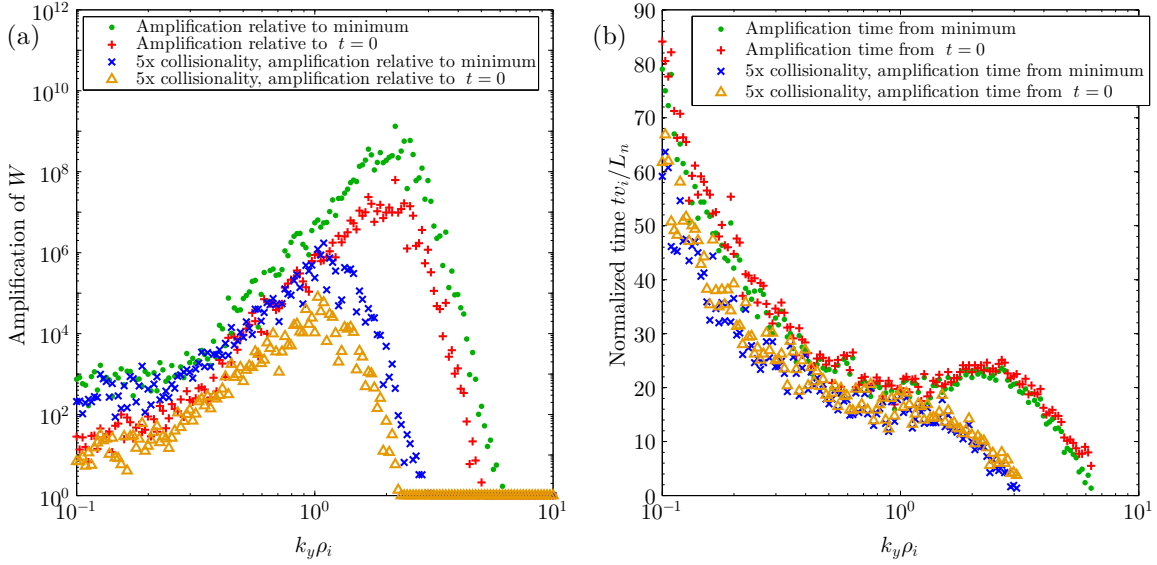 (a)
Amplification relative to minimum
Amplification relative to t = 0
5x collisionality, amplification relative to minimum
5x collisionality, amplification relative to t = 0
Amplification of W
10^12
10^10
10^8
10^6
10^4
10^2
10^0
10^−1
10^0
10^1
k_yρ_i
(b)
Amplification time from minimum
Amplification time from t = 0
5x collisionality, amplification time from minimum
5x collisionality, amplification time from t = 0
Normalized time tv_i/L_n
90
80
70
60
50
40
30
20
10
0
10^−1
10^0
10^1
k_yρ_i